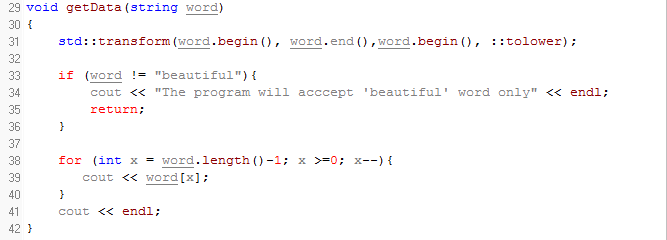 29 void getData(string word)
30 {
31     std::transform(word.begin(), word.end(),word.begin(), ::tolower);
32
33     if (word != "beautiful"){
34         cout << "The program will acccept 'beautiful' word only" << endl;
35         return;
36     }
37
38     for (int x = word.length()-1; x >=0; x--){
39        cout << word[x];
40     }
41     cout << endl;
42 }